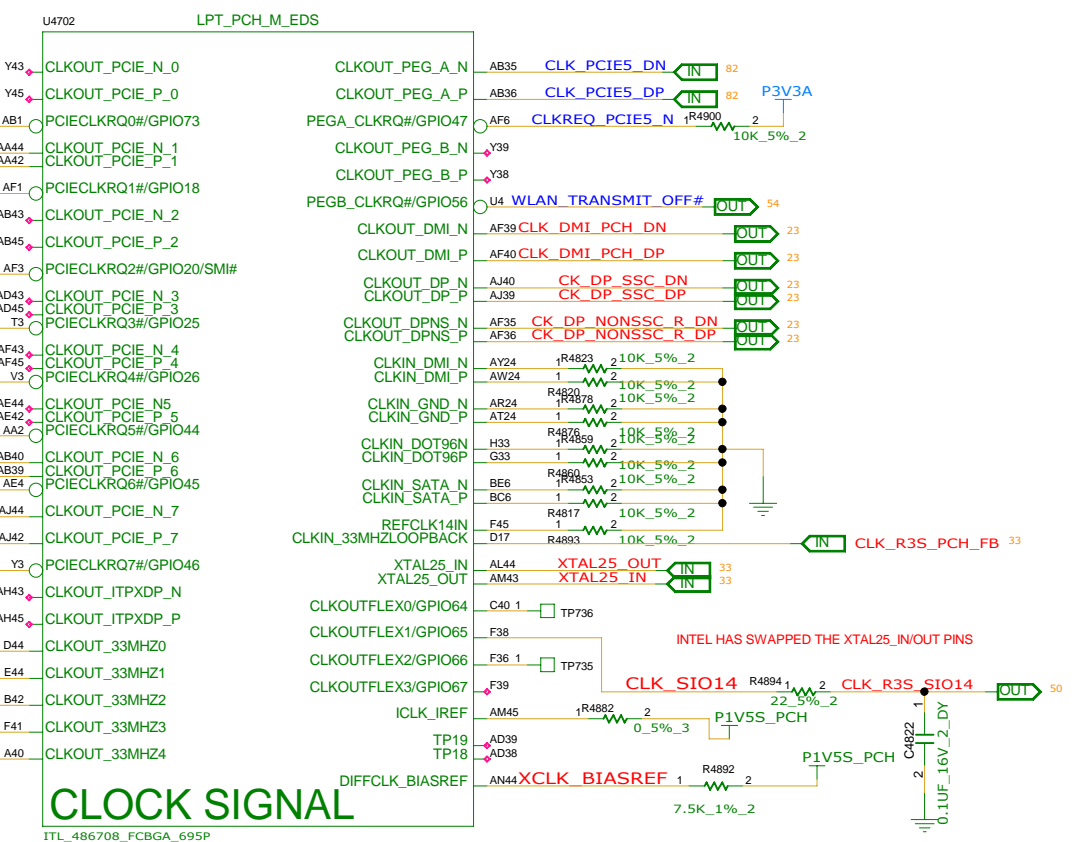 U4702
LPT_PCH_M_EDS
Y43 CLKOUT_PCIE_N_0
CLKOUT_PEG_A_N AB35 CLK_PCIE5_DN IN 82
Y45 CLKOUT_PCIE_P_0
CLKOUT_PEG_A_P AB36 CLK_PCIE5_DP IN 82
P3V3A
AB1 PCIECLKRQ0#/GPIO73
PEGA_CLKRQ#/GPIO47 AF6 CLKREQ_PCIE5_N 1 R4900 2
10K_5%_2
AA44 CLKOUT_PCIE_N_1
CLKOUT_PEG_B_N Y39
AA42 CLKOUT_PCIE_P_1
CLKOUT_PEG_B_P Y38
AF1 PCIECLKRQ1#/GPIO18
PEGB_CLKRQ#/GPIO56 U4 WLAN_TRANSMIT_OFF# OUT 54
AB43 CLKOUT_PCIE_N_2
CLKOUT_DMI_N AF39 CLK_DMI_PCH_DN OUT 23
AB45 CLKOUT_PCIE_P_2
CLKOUT_DMI_P AF40 CLK_DMI_PCH_DP OUT 23
AF3 PCIECLKRQ2#/GPIO20/SMI#
CLKOUT_DP_N AJ40 CK_DP_SSC_DN OUT 23
AD43 CLKOUT_PCIE_N_3
CLKOUT_DP_P AJ39 CK_DP_SSC_DP OUT 23
AD45 CLKOUT_PCIE_P_3
T3 PCIECLKRQ3#/GPIO25
CLKOUT_DPNS_N AF35 CK_DP_NONSSC_R_DN OUT 23
CLKOUT_DPNS_P AF36 CK_DP_NONSSC_R_DP OUT 23
AF43 CLKOUT_PCIE_N_4
AF45 CLKOUT_PCIE_P_4
CLKIN_DMI_N AY24 1 R4823 2 10K_5%_2
V3 PCIECLKRQ4#/GPIO26
CLKIN_DMI_P AW24 1 2 10K_5%_2
R4820
AE44 CLKOUT_PCIE_N5
CLKIN_GND_N AR24 1 R4878 2 10K_5%_2
AE42 CLKOUT_PCIE_P_5
CLKIN_GND_P AT24 1 2 10K_5%_2
AA2 PCIECLKRQ5#/GPIO44
R4876
CLKIN_DOT96N H33 1 R4859 2 10K_5%_2
AB40 CLKOUT_PCIE_N_6
CLKIN_DOT96P G33 1 2 10K_5%_2
AB39 CLKOUT_PCIE_P_6
R4860
AE4 PCIECLKRQ6#/GPIO45
CLKIN_SATA_N BE6 1 R4853 2 10K_5%_2
CLKIN_SATA_P BC6 1 2 10K_5%_2
AJ44 CLKOUT_PCIE_N_7
R4817
REFCLK14IN F45 1 2
AJ42 CLKOUT_PCIE_P_7
CLKIN_33MHZLOOPBACK D17 R4893 10K_5%_2 IN CLK_R3S_PCH_FB 33
Y3 PCIECLKRQ7#/GPIO46
XTAL25_IN AL44 XTAL25_OUT IN 33
XTAL25_OUT AM43 XTAL25_IN IN 33
AH43 CLKOUT_ITPXDP_N
CLKOUTFLEX0/GPIO64 C40 1 TP736
AH45 CLKOUT_ITPXDP_P
CLKOUTFLEX1/GPIO65 F38
INTEL HAS SWAPPED THE XTAL25_IN/OUT PINS
D44 CLKOUT_33MHZ0
CLKOUTFLEX2/GPIO66 F36 1 TP735
E44 CLKOUT_33MHZ1
CLKOUTFLEX3/GPIO67 F39
CLK_SIO14 R4894 1 2 CLK_R3S_SIO14 OUT 50
22_5%_2
B42 CLKOUT_33MHZ2
ICLK_IREF AM45 1 R4882 2 P1V5S_PCH
0_5%_3
F41 CLKOUT_33MHZ3
TP19 AD39
1 C4822 2
0.1UF_16V_2_DY
A40 CLKOUT_33MHZ4
TP18 AD38
P1V5S_PCH
DIFFCLK_BIASREF AN44 XCLK_BIASREF 1 R4892 2
7.5K_1%_2
CLOCK SIGNAL
ITL_486708_FCBGA_695P